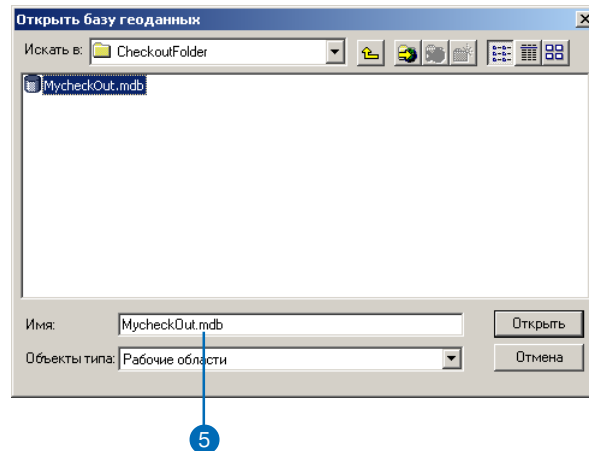 Открыть базу геоданных
Искать в: CheckoutFolder
MycheckOut.mdb
Имя: MycheckOut.mdb Открыть
Объекты типа: Рабочие области Отмена
5